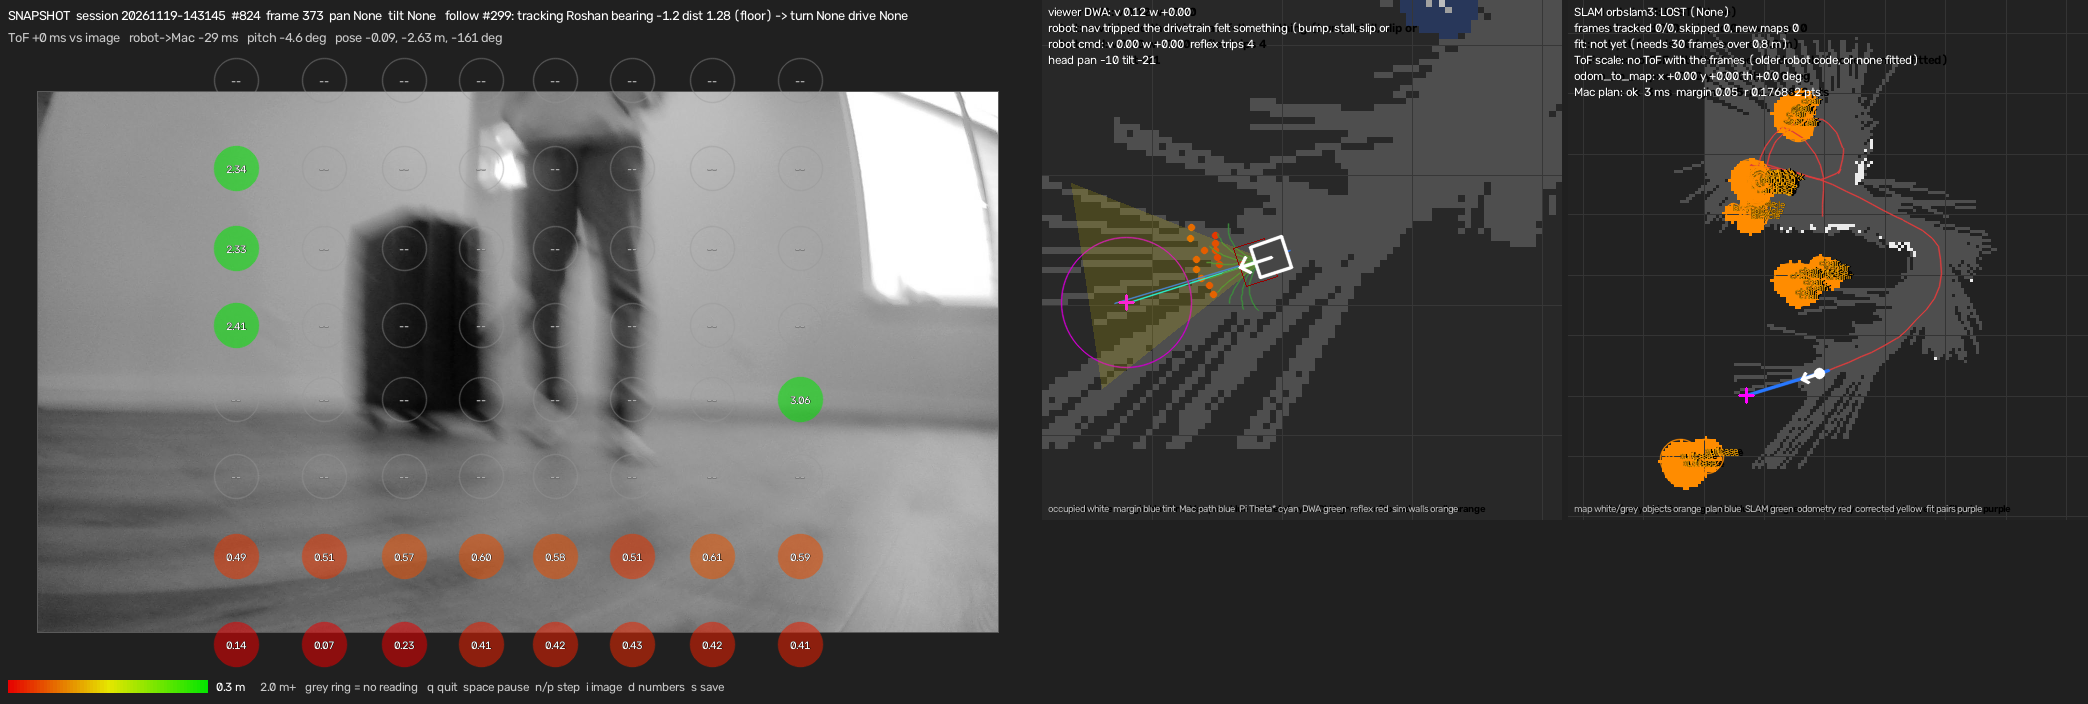 SNAPSHOT session 20261119-143145 #824 frame 373 pan None tilt None follow #299: tracking Roshan bearing -1.2 dist 1.28 (floor) -> turn None drive None
ToF +0 ms vs image robot->Mac -29 ms pitch -4.6 deg pose -0.09, -2.63 m, -161 deg
-- -- -- -- -- -- -- --
2.34 -- -- -- -- -- -- --
2.33 -- -- -- -- -- -- --
2.41 -- -- -- -- -- -- --
-- -- -- -- -- -- -- 3.06
-- -- -- -- -- -- -- --
0.49 0.51 0.57 0.60 0.58 0.51 0.61 0.59
0.14 0.07 0.23 0.41 0.42 0.43 0.42 0.41
0.3 m 2.0 m+ grey ring = no reading q quit space pause n/p step i image d numbers s save
viewer DWA: v 0.12 w +0.00
robot: nav tripped the drivetrain felt something (bump, stall, slip or
robot cmd: v 0.00 w +0.00 reflex trips 4
head pan -10 tilt -21
occupied white margin blue tint Mac path blue Pi Theta* cyan DWA green reflex red sim walls orange
SLAM orbslam3: LOST (None)
frames tracked 0/0, skipped 0, new maps 0
fit: not yet (needs 30 frames over 0.8 m)
ToF scale: no ToF with the frames (older robot code, or none fitted)
odom_to_map: x +0.00 y +0.00 th +0.0 deg
Mac plan: ok 3 ms margin 0.05 r 0.1768 2 pts
map white/grey objects orange plan blue SLAM green odometry red corrected yellow fit pairs purple